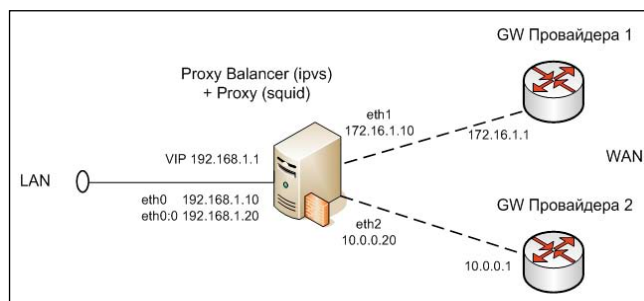 GW Провайдера 1
Proxy Balancer (ipvs)
+ Proxy (squid)
eth1
172.16.1.10
172.16.1.1
WAN
VIP 192.168.1.1
LAN
eth0 192.168.1.10
eth0:0 192.168.1.20
eth2
10.0.0.20
GW Провайдера 2
10.0.0.1